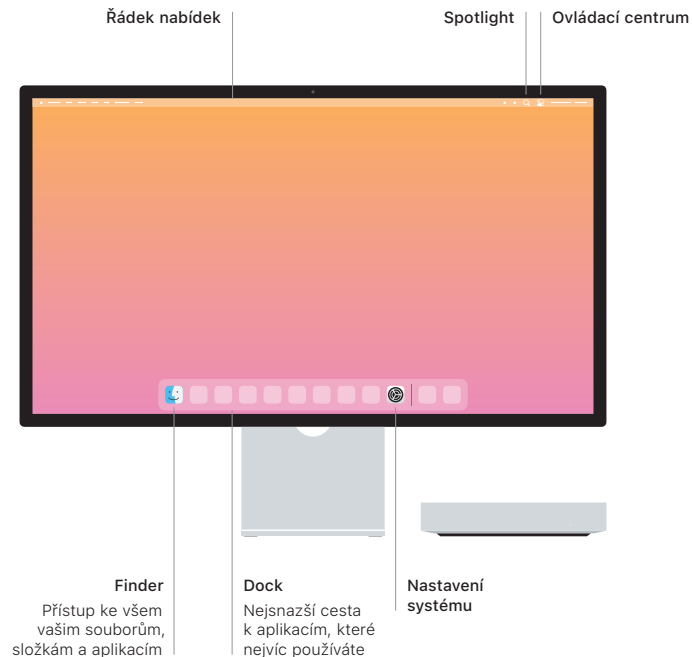 Řádek nabídek
Spotlight
Ovládací centrum
Finder
Přístup ke všem
vašim souborům,
složkám a aplikacím
Dock
Nejsnazší cesta
k aplikacím, které
nejvíc používáte
Nastavení
systému